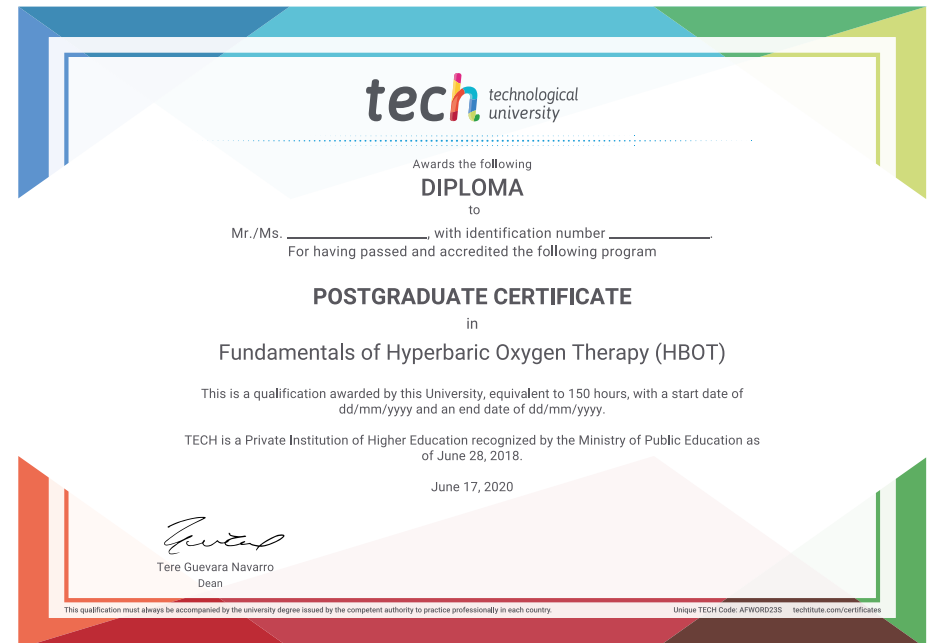 tech technological
university
Awards the following
DIPLOMA
to
Mr./Ms. ____________________, with identification number ______________.
For having passed and accredited the following program
POSTGRADUATE CERTIFICATE
in
Fundamentals of Hyperbaric Oxygen Therapy (HBOT)
This is a qualification awarded by this University, equivalent to 150 hours, with a start date of
dd/mm/yyyy and an end date of dd/mm/yyyy.
TECH is a Private Institution of Higher Education recognized by the Ministry of Public Education as
of June 28, 2018.
June 17, 2020
Tere Guevara Navarro
Dean
This qualification must always be accompanied by the university degree issued by the competent authority to practice professionally in each country. Unique TECH Code: AFWORD23S techtitute.com/certificates